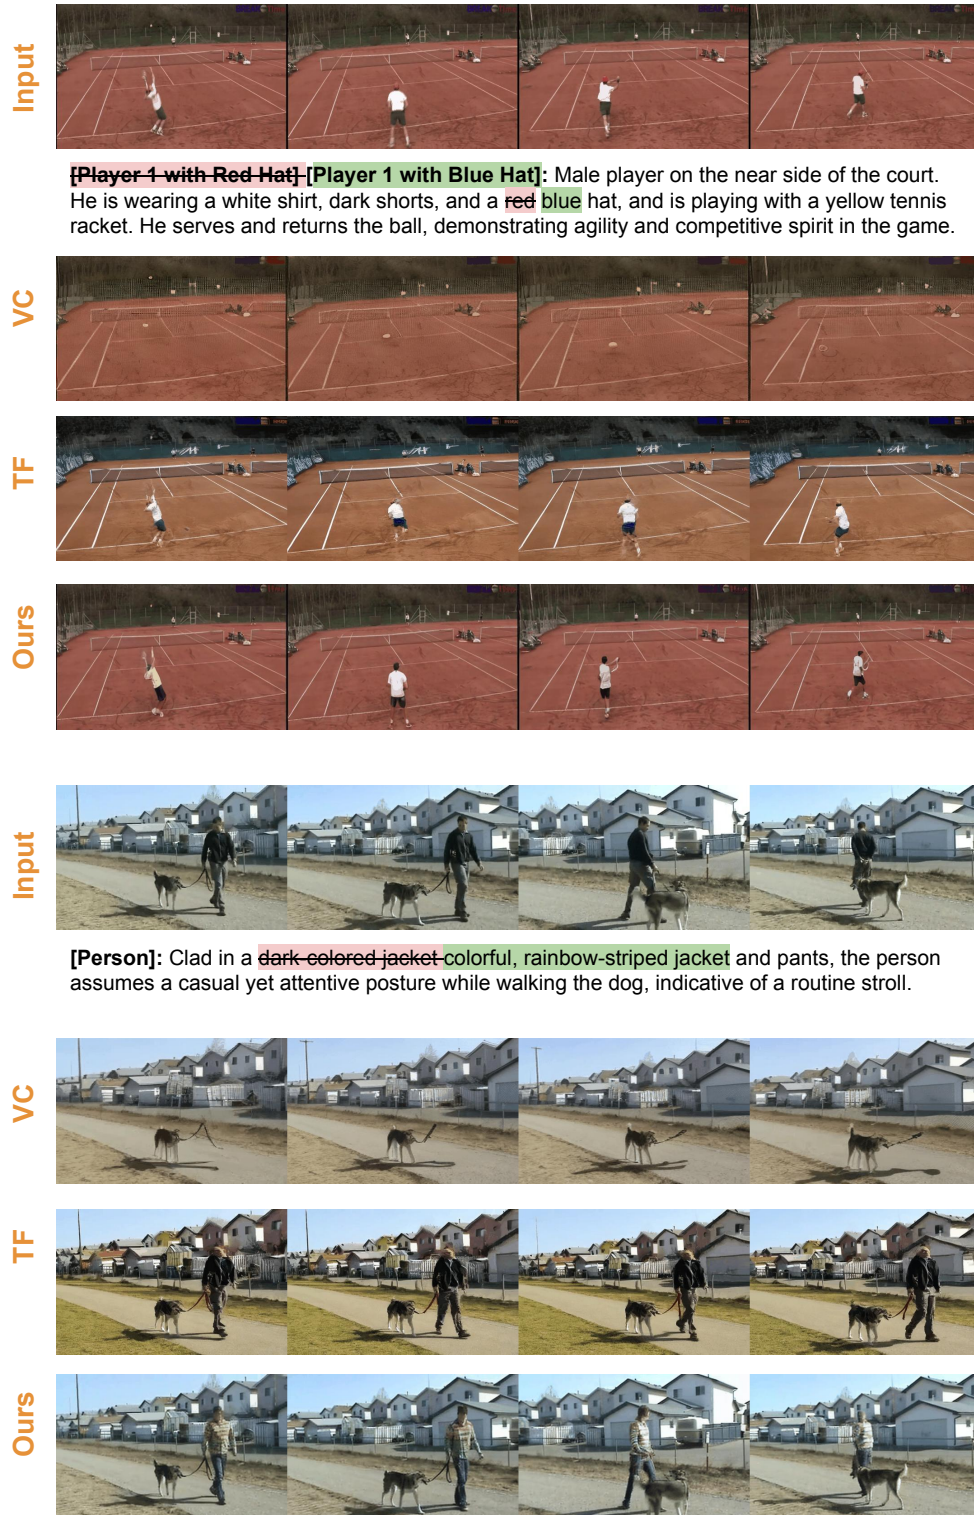 Input
[Player 1 with Red Hat] [Player 1 with Blue Hat]: Male player on the near side of the court.
He is wearing a white shirt, dark shorts, and a red blue hat, and is playing with a yellow tennis
racket. He serves and returns the ball, demonstrating agility and competitive spirit in the game.
VC
TF
Ours
Input
[Person]: Clad in a dark-colored jacket colorful, rainbow-striped jacket and pants, the person
assumes a casual yet attentive posture while walking the dog, indicative of a routine stroll.
VC
TF
Ours